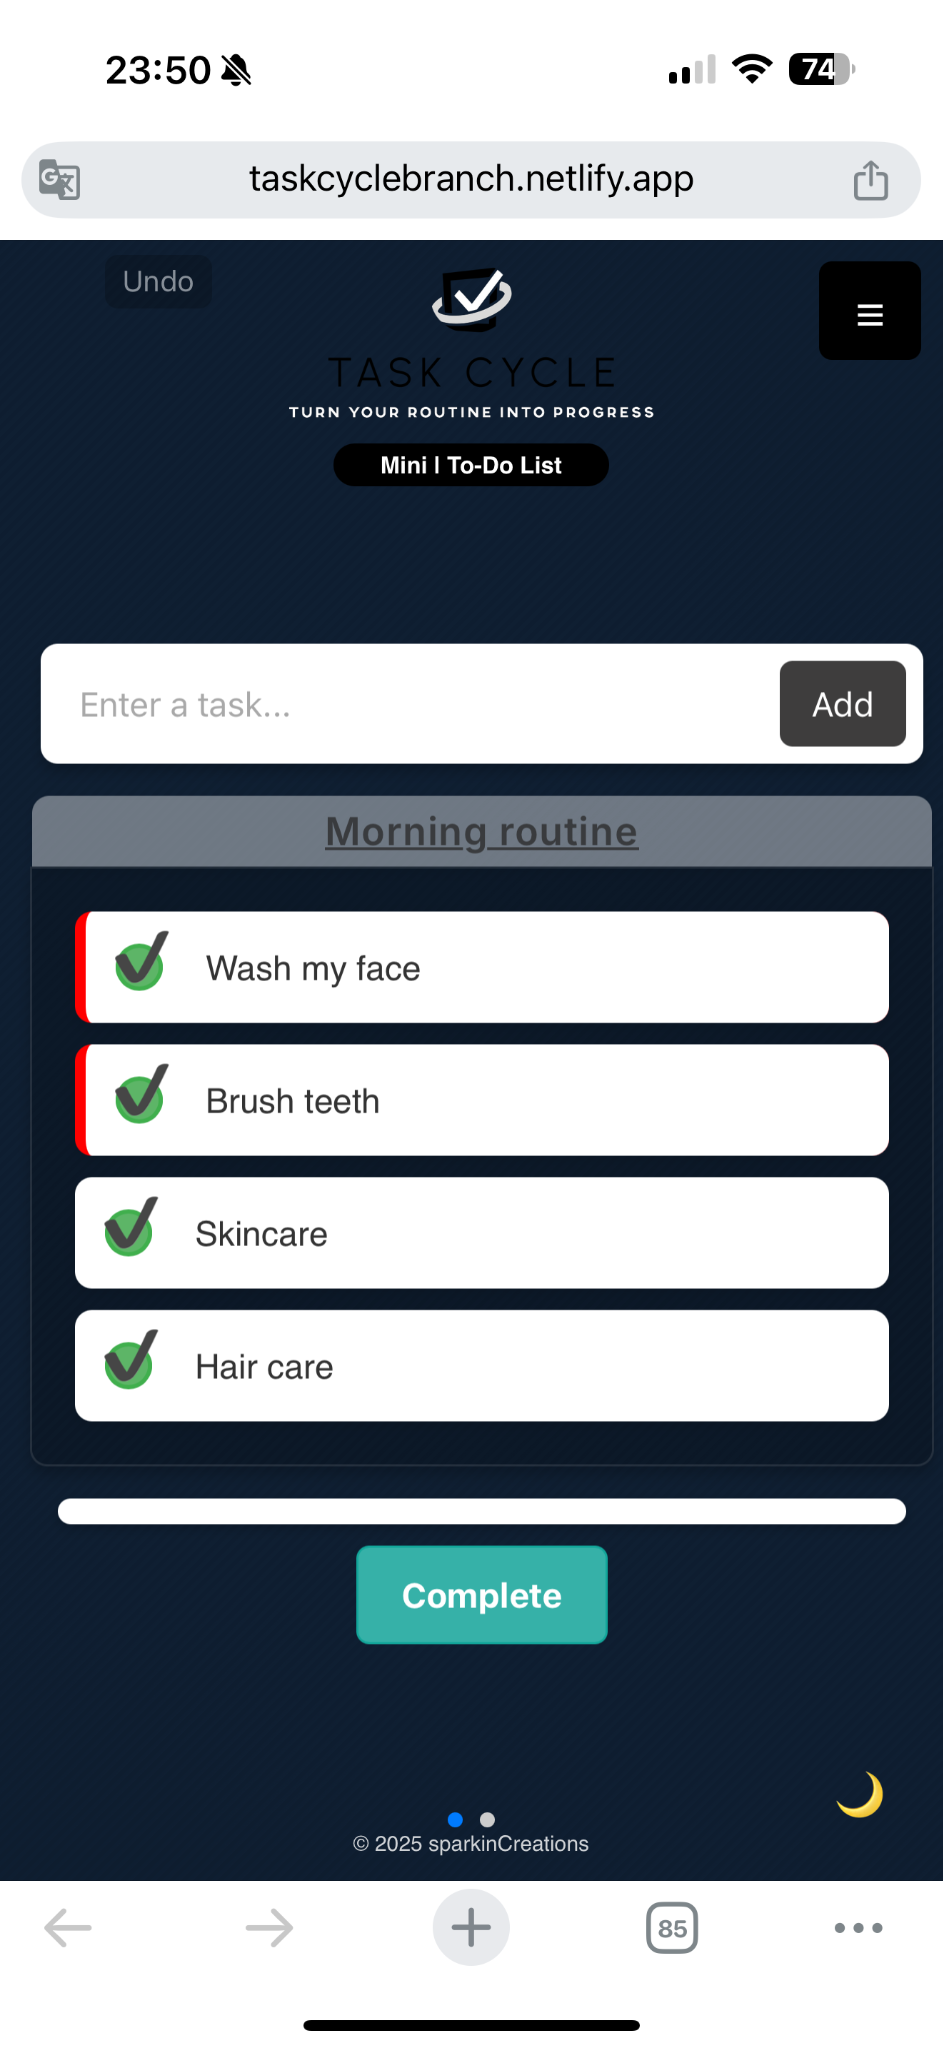 23:50
74
taskcyclebranch.netlify.app
Undo
TASK CYCLE
TURN YOUR ROUTINE INTO PROGRESS
Mini | To-Do List
Enter a task...
Add
Morning routine
Wash my face
Brush teeth
Skincare
Hair care
Complete
© 2025 sparkinCreations
85